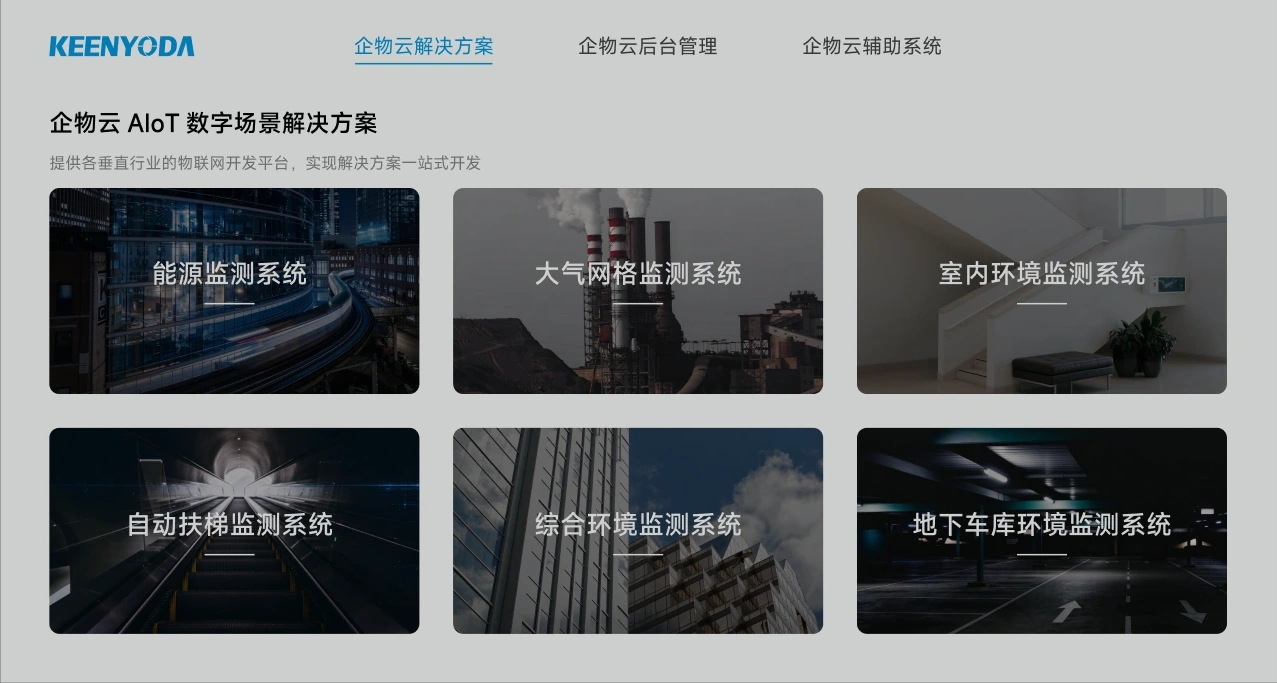 KEENYODA
企物云解决方案
企物云后台管理
企物云辅助系统
企物云 AIoT 数字场景解决方案
提供各垂直行业的物联网开发平台，实现解决方案一站式开发
能源监测系统
大气网格监测系统
室内环境监测系统
自动扶梯监测系统
综合环境监测系统
地下车库环境监测系统